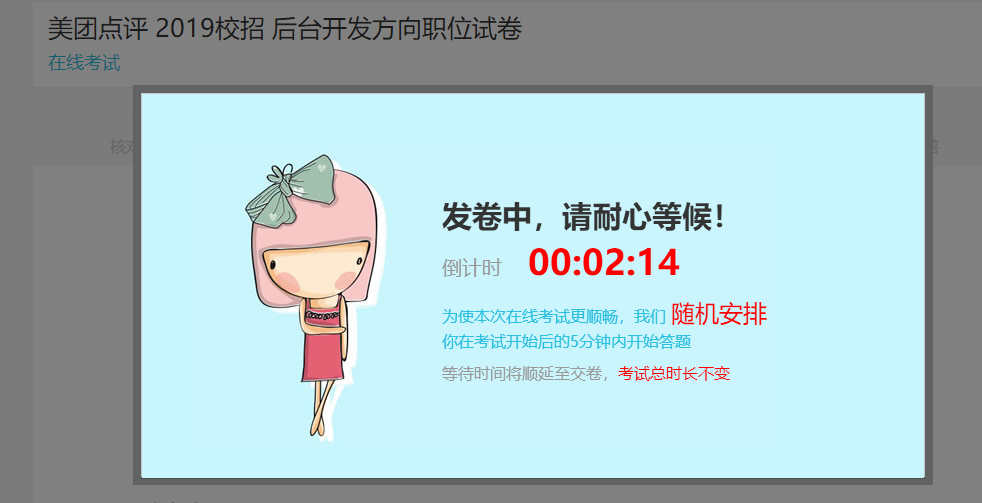 美团点评 2019校招 后台开发方向职位试卷
在线考试
发卷中，请耐心等候！
倒计时 00:02:14
为使本次在线考试更顺畅，我们 随机安排
你在考试开始后的5分钟内开始答题
等待时间将顺延至交卷，考试总时长不变